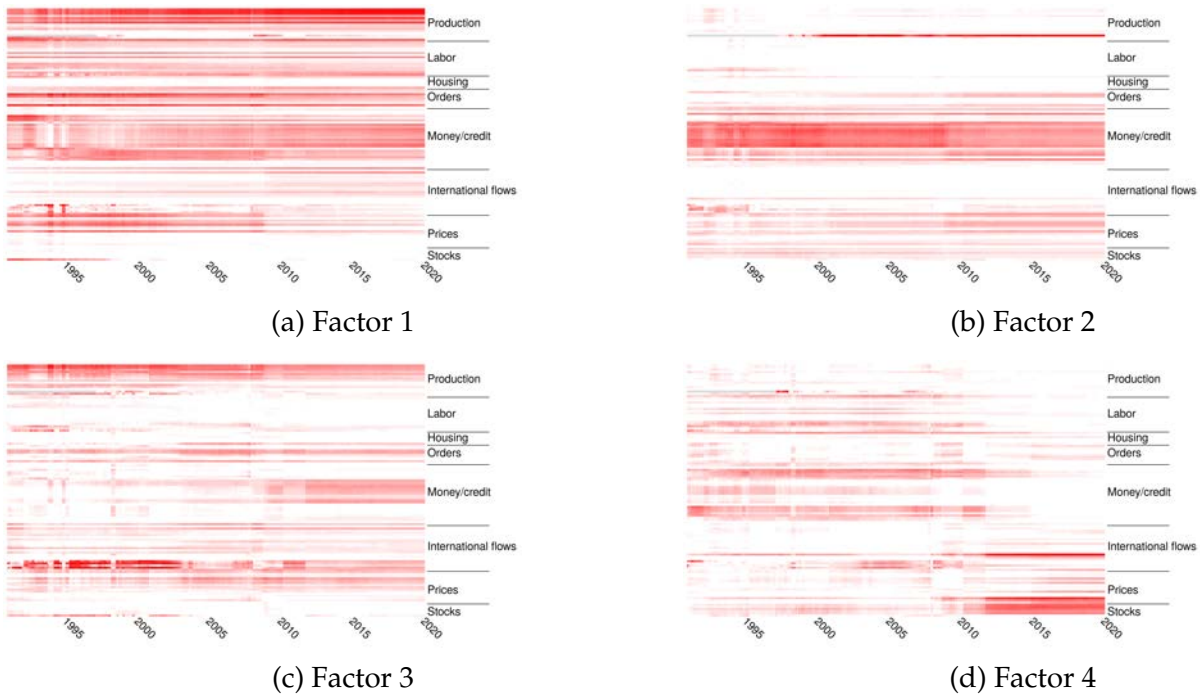 Production
Labor
Housing
Orders
Money/credit
International flows
Prices
Stocks
1995 2000 2005 2010 2015 2020
(a) Factor 1
Production
Labor
Housing
Orders
Money/credit
International flows
Prices
Stocks
1995 2000 2005 2010 2015 2020
(b) Factor 2
Production
Labor
Housing
Orders
Money/credit
International flows
Prices
Stocks
1995 2000 2005 2010 2015 2020
(c) Factor 3
Production
Labor
Housing
Orders
Money/credit
International flows
Prices
Stocks
1995 2000 2005 2010 2015 2020
(d) Factor 4